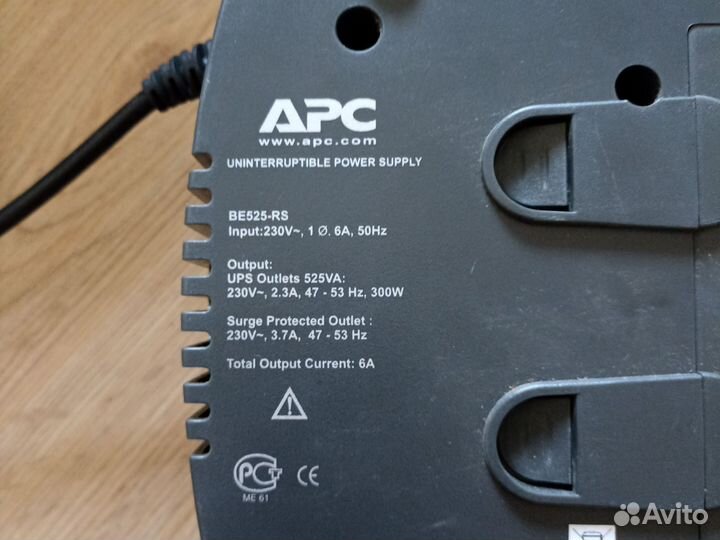 APC
www.apc.com
UNINTERRUPTIBLE POWER SUPPLY
BE525-RS
Input:230V~, 1 Ø. 6A, 50Hz
Output:
UPS Outlets 525VA:
230V~, 2.3A, 47 - 53 Hz, 300W
Surge Protected Outlet :
230V~, 3.7A, 47 - 53 Hz
Total Output Current: 6A
РСТ CE
ME 61
Avito